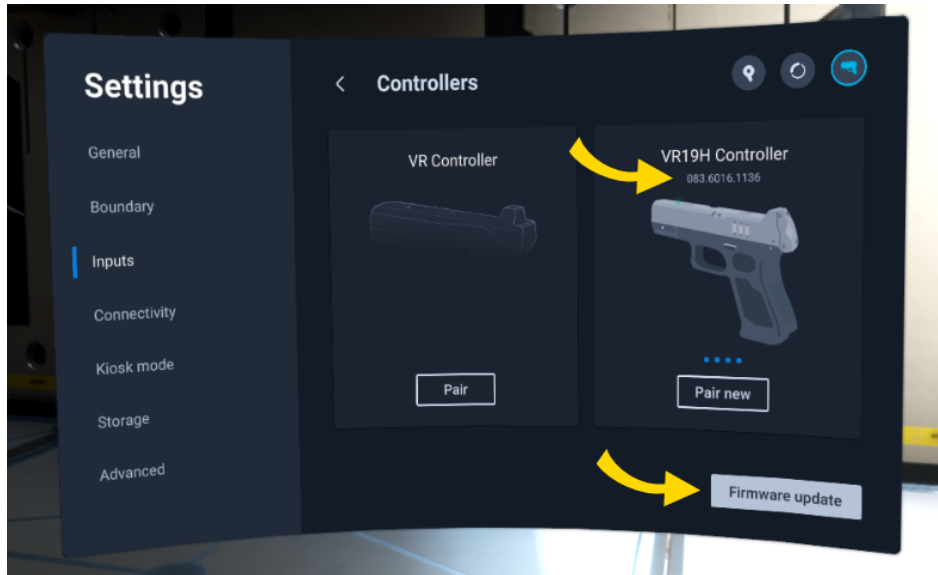 Settings
General
Boundary
Inputs
Connectivity
Kiosk mode
Storage
Advanced
Controllers
VR Controller
Pair
VR19H Controller
083.6016.1136
Pair new
Firmware update